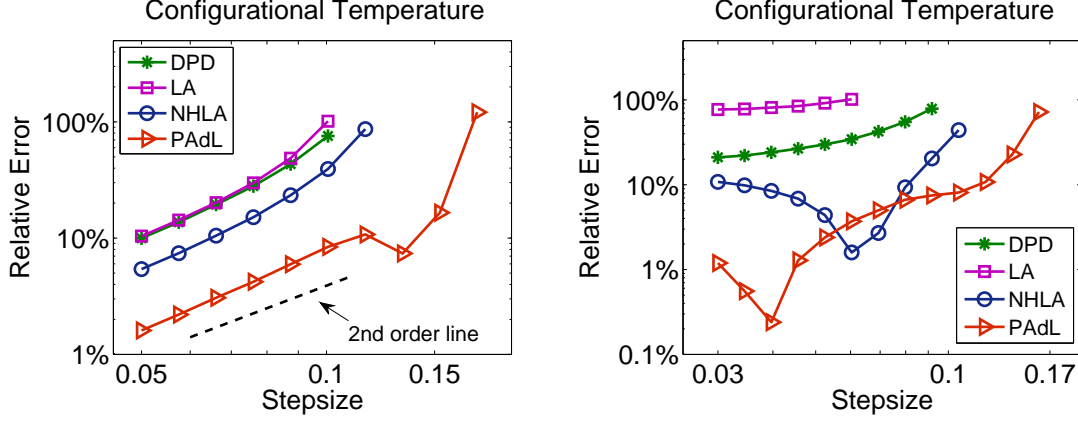 Configurational Temperature
Relative Error
100%
10%
1%
DPD
LA
NHLA
PAdL
2nd order line
0.05
0.1
0.15
Stepsize
Configurational Temperature
Relative Error
100%
10%
1%
0.1%
DPD
LA
NHLA
PAdL
0.03
0.1
0.17
Stepsize